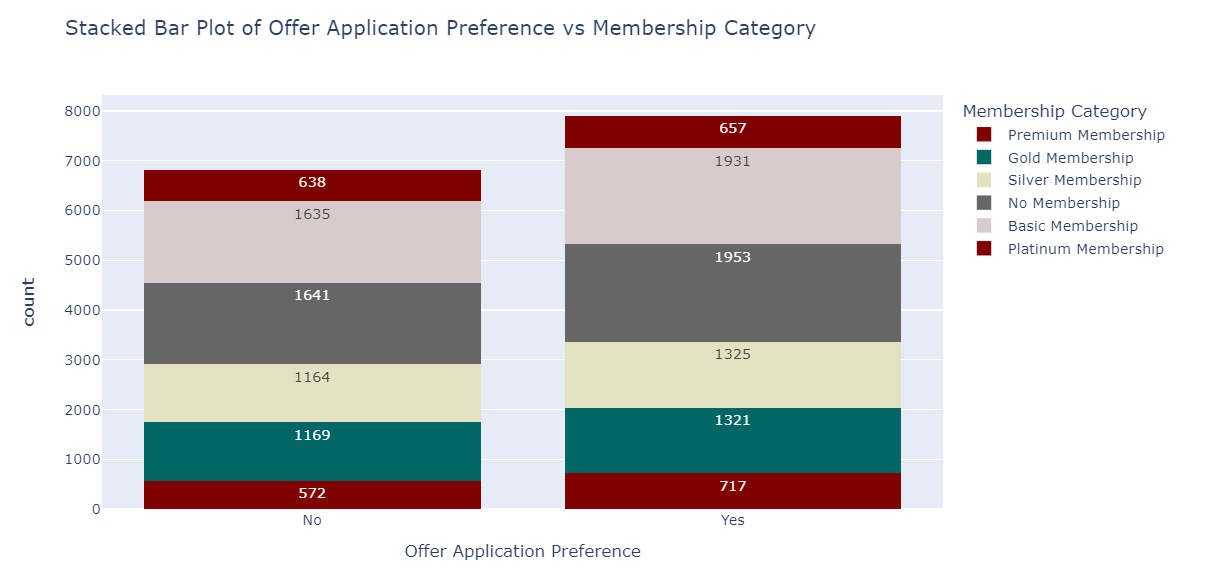 Stacked Bar Plot of Offer Application Preference vs Membership Category
Membership Category
Premium Membership
Gold Membership
Silver Membership
No Membership
Basic Membership
Platinum Membership
count
8000
7000
6000
5000
4000
3000
2000
1000
0
638
1635
1641
1164
1169
572
657
1931
1953
1325
1321
717
No
Yes
Offer Application Preference